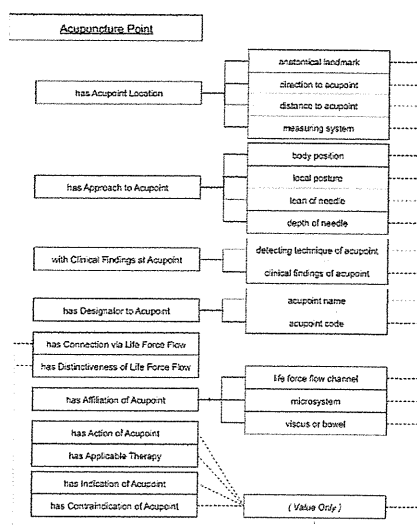 Acupuncture Point
has Acupoint Location
anatomical landmark
direction to acupoint
distance to acupoint
measuring system
has Approach to Acupoint
body position
local posture
lean of needle
depth of needle
with Clinical Findings at Acupoint
detecting technique of acupoint
clinical findings of acupoint
has Designator to Acupoint
acupoint name
acupoint code
has Connection via Life Force Flow
has Distinctiveness of Life Force Flow
has Affiliation of Acupoint
life force flow channel
microsystem
viscus or bowel
has Action of Acupoint
has Applicable Therapy
has Indication of Acupoint
has Contraindication of Acupoint
( Value Only )